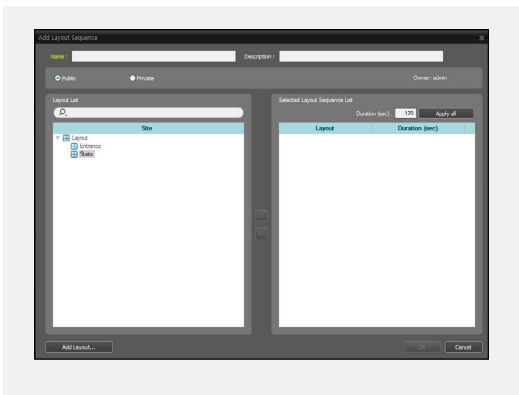 Add Layout Sequence
Name :
Description :
Public
Private
Owner : admin
Layout List
Selected Layout Sequence List
Duration (sec) : 120 Apply all
Site
Layout Duration (sec)
Layout
Entrance
Stairs
>>
<<
Add Layout...
OK Cancel